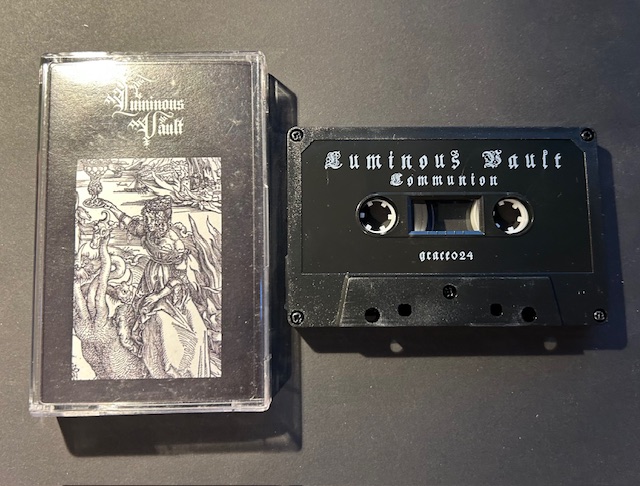 Luminous
Vault
Luminous Vault
Communion
grace024